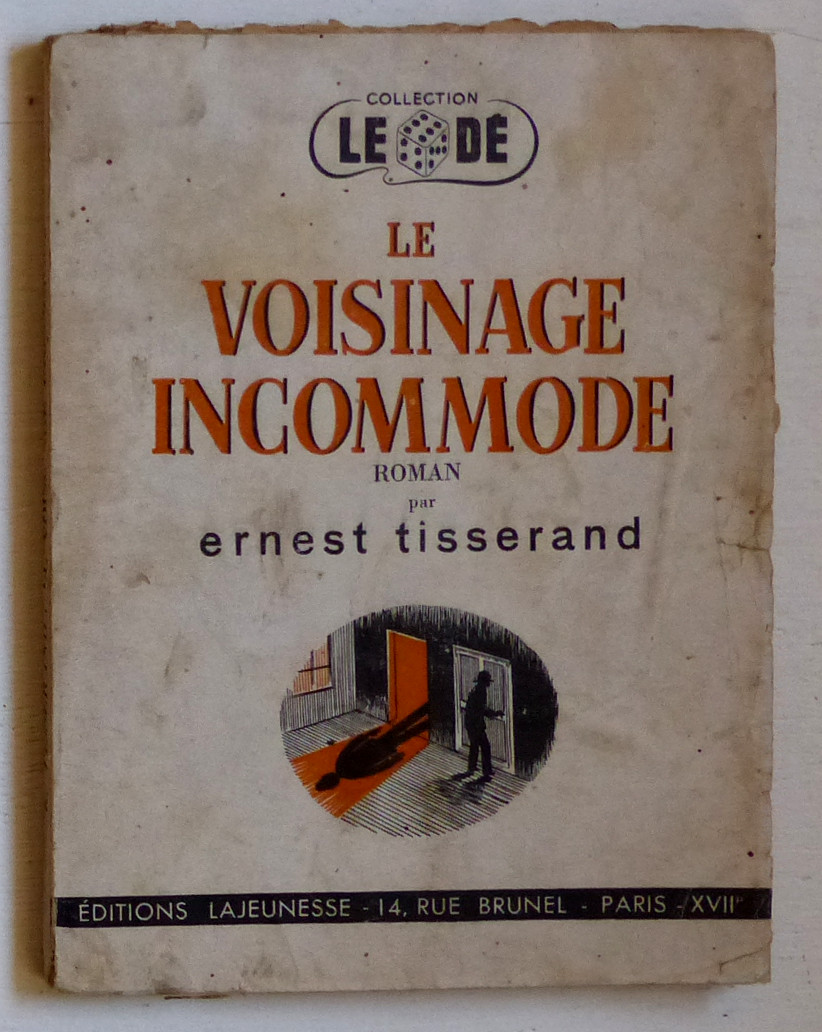 COLLECTION
LE DÉ
LE
VOISINAGE
INCOMMODE
ROMAN
par
ernest tisserand
ÉDITIONS LAJEUNESSE - 14, RUE BRUNEL - PARIS - XVIIe